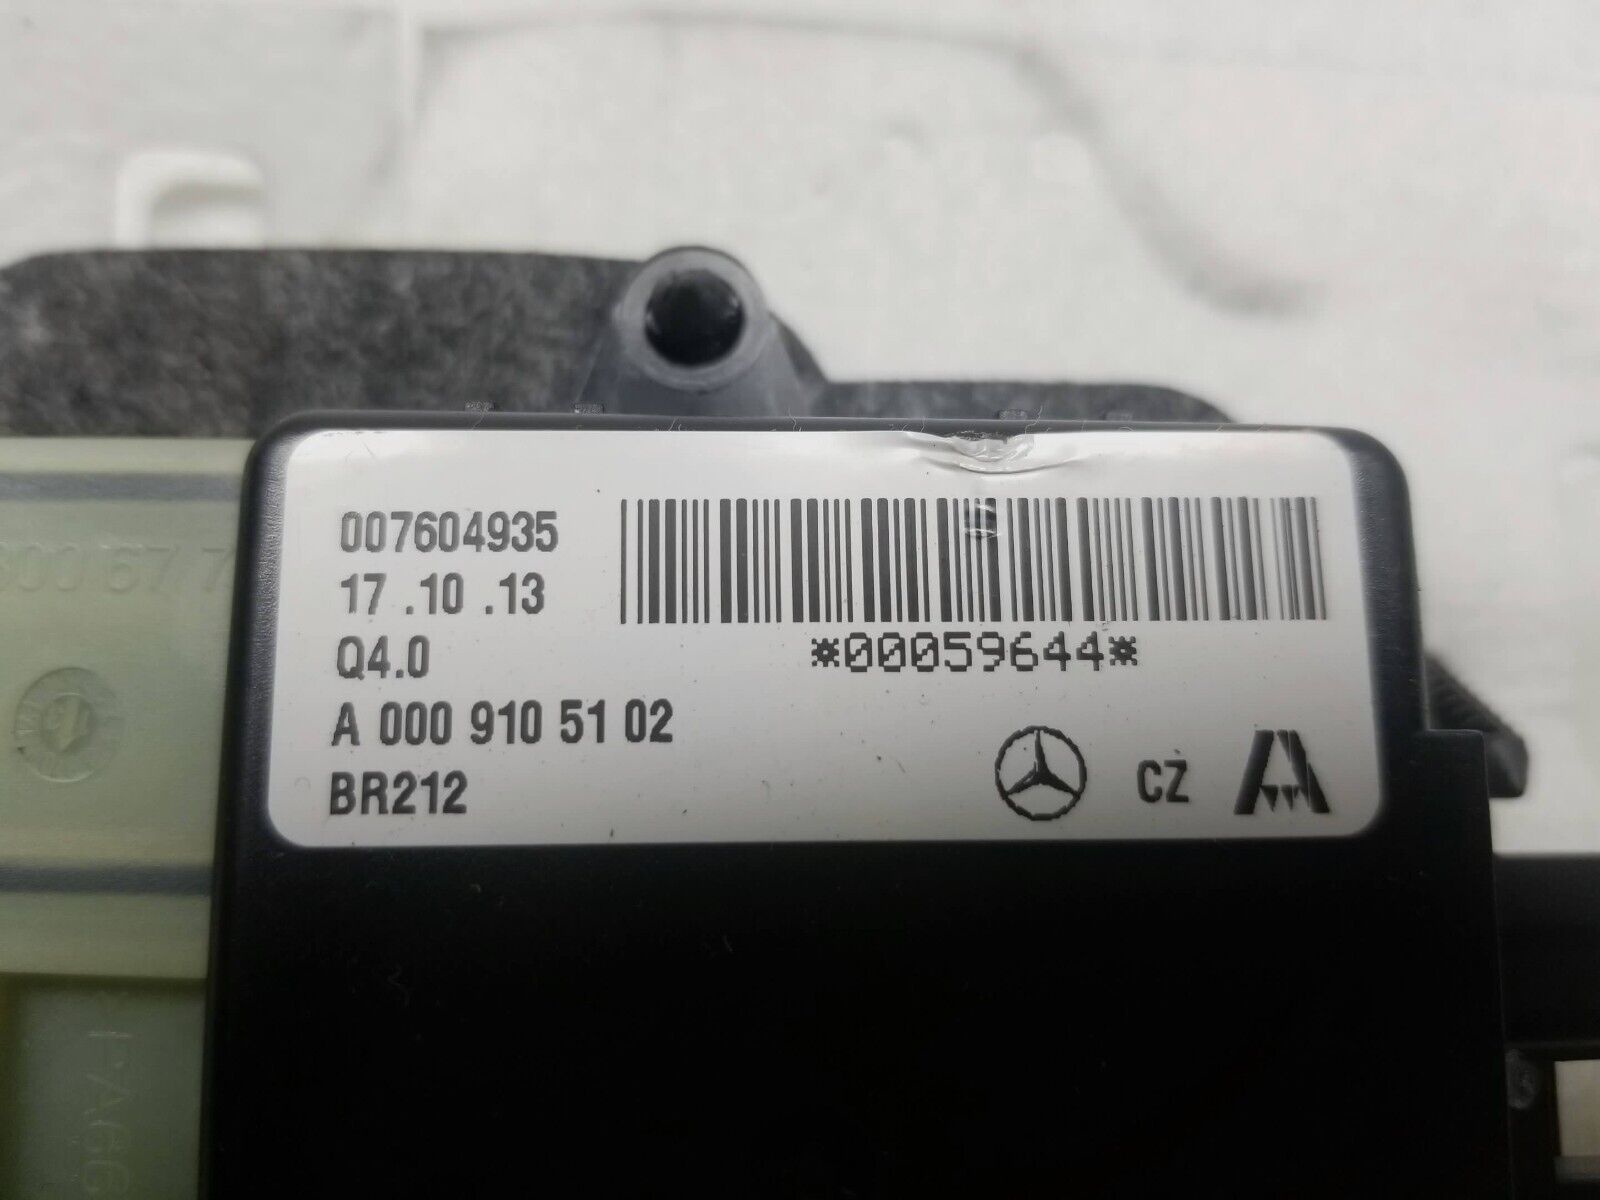 007604935
17 .10 .13
Q4.0
*00059644*
A 000 910 51 02
BR212
CZ